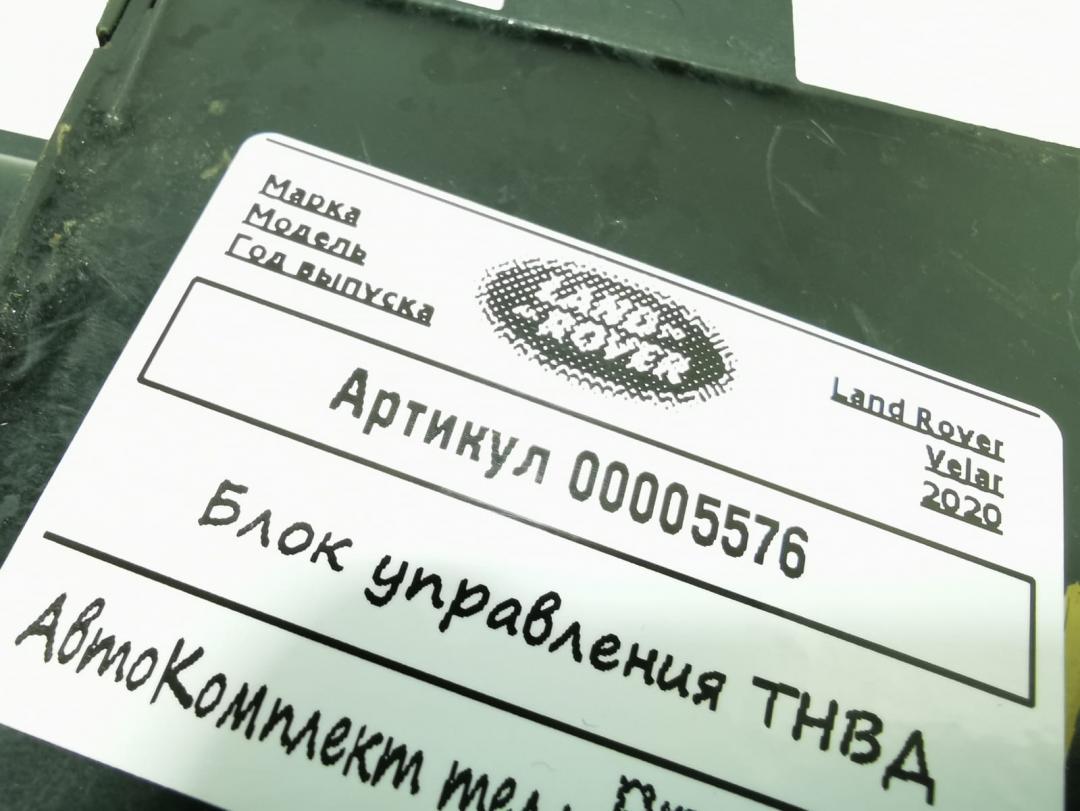 Марка
Модель
Год выпуска
LAND-
-ROVER
Land Rover
Velar
2020
Артикул 00005576
Блок управления ТНВД
АвтоКомплект